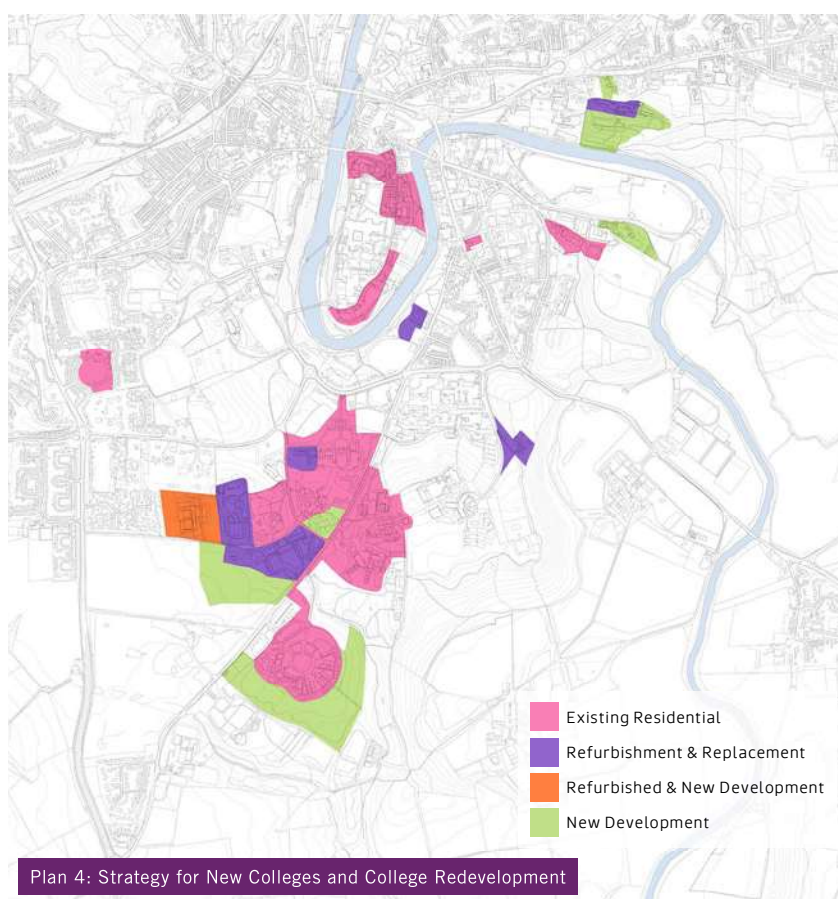 Existing Residential
Refurbishment & Replacement
Refurbished & New Development
New Development
Plan 4: Strategy for New Colleges and College Redevelopment